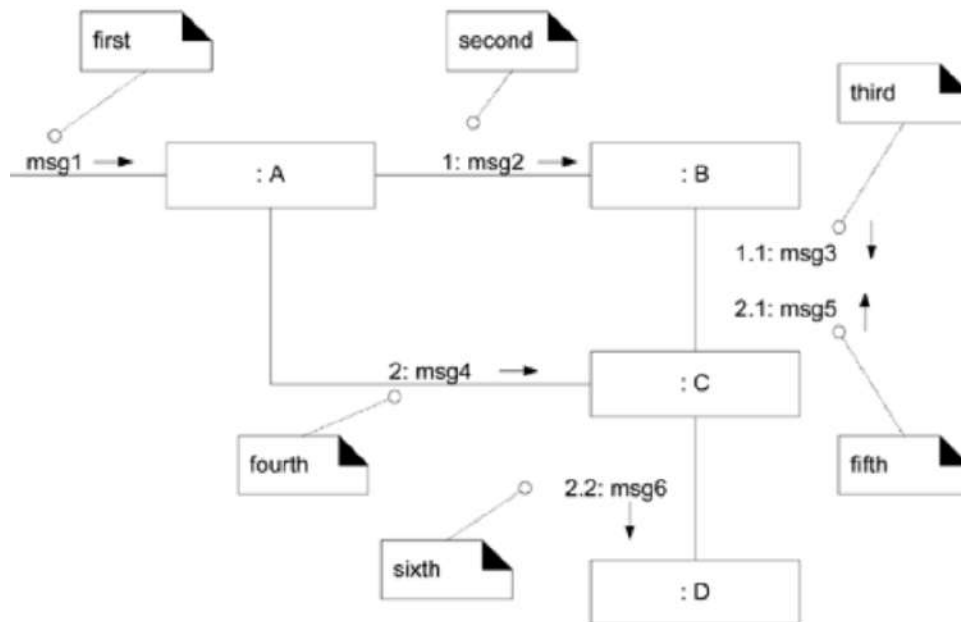 first
second
third
msg1
: A
1: msg2
: B
1.1: msg3
2.1: msg5
2: msg4
: C
fourth
fifth
2.2: msg6
sixth
: D